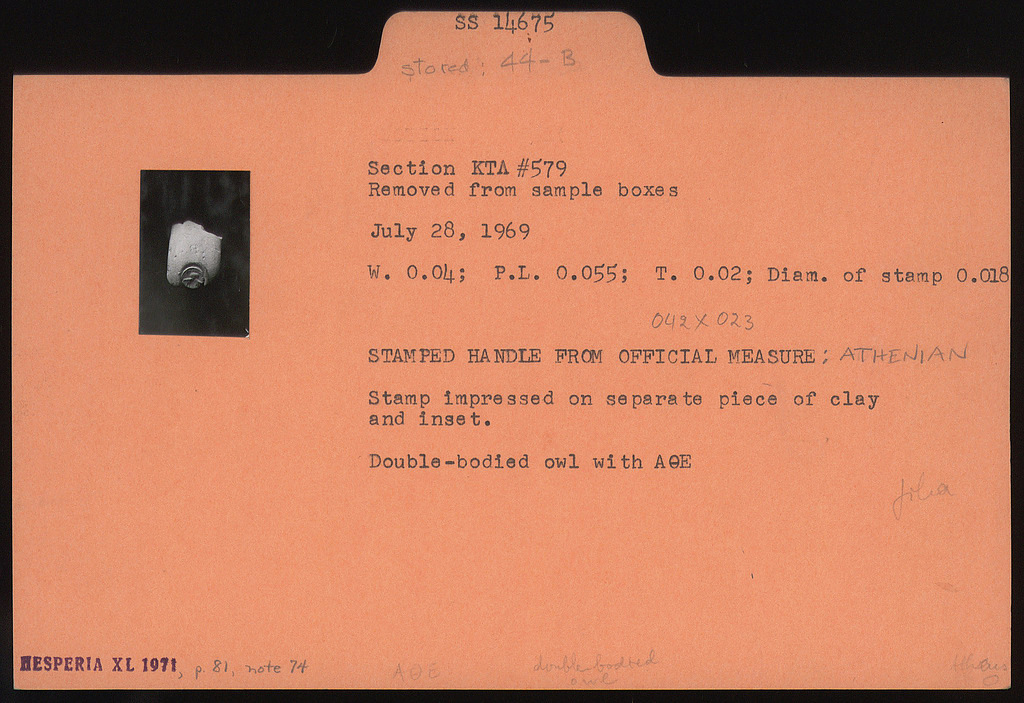 SS 14675
stored: 44-B
Section KTA #579
Removed from sample boxes
July 28, 1969
W. 0.04; P.L. 0.055; T. 0.02; Diam. of stamp 0.018
042 X 023
STAMPED HANDLE FROM OFFICIAL MEASURE: ATHENIAN
Stamp impressed on separate piece of clay
and inset.
Double-bodied owl with AΘE
HESPERIA XL 1971, p. 81, note 74
AΘE
double bodied
owl